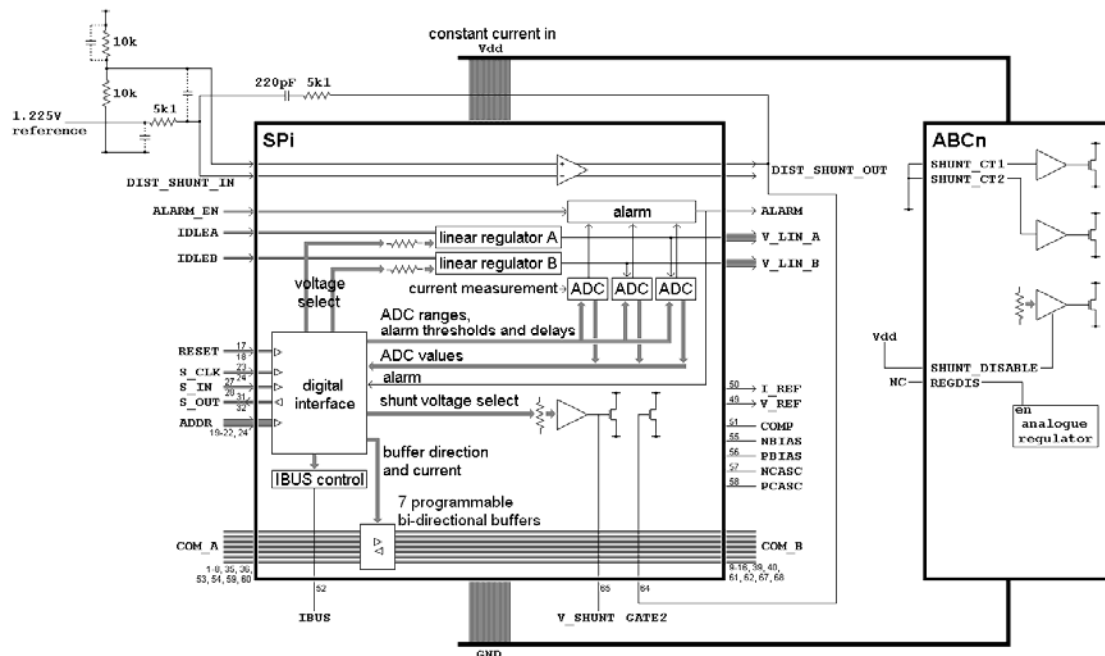 constant current in
Vdd
10k
10k
220pF 5k1
5k1
1.225V
reference
SPi
ABCn
DIST_SHUNT_IN
DIST_SHUNT_OUT
SHUNT_CT1
SHUNT_CT2
ALARM_EN
alarm
ALARM
IDLEA
linear regulator A
V_LIN_A
IDLEB
linear regulator B
V_LIN_B
voltage
select
current measurement
ADC
ADC
ADC
ADC ranges,
alarm thresholds and delays
Vdd
RESET
17
18
ADC values
S_CLK
23
24
alarm
SHUNT_DISABLE
S_IN
27
28
digital
interface
50
I_REF
NC
REGDIS
S_OUT
31
32
shunt voltage select
49
V_REF
ADDR
19-22, 24
51
COMP
en
analogue
regulator
55
NBIAS
buffer direction
and current
56
PBIAS
57
NCASC
IBUS control
58
PCASC
7 programmable
bi-directional buffers
COM_A
COM_B
1-8, 35, 36,
53, 54, 59, 60
9-16, 39, 40,
61, 62, 67, 68
52
65
64
IBUS
V_SHUNT
GATE2
GND